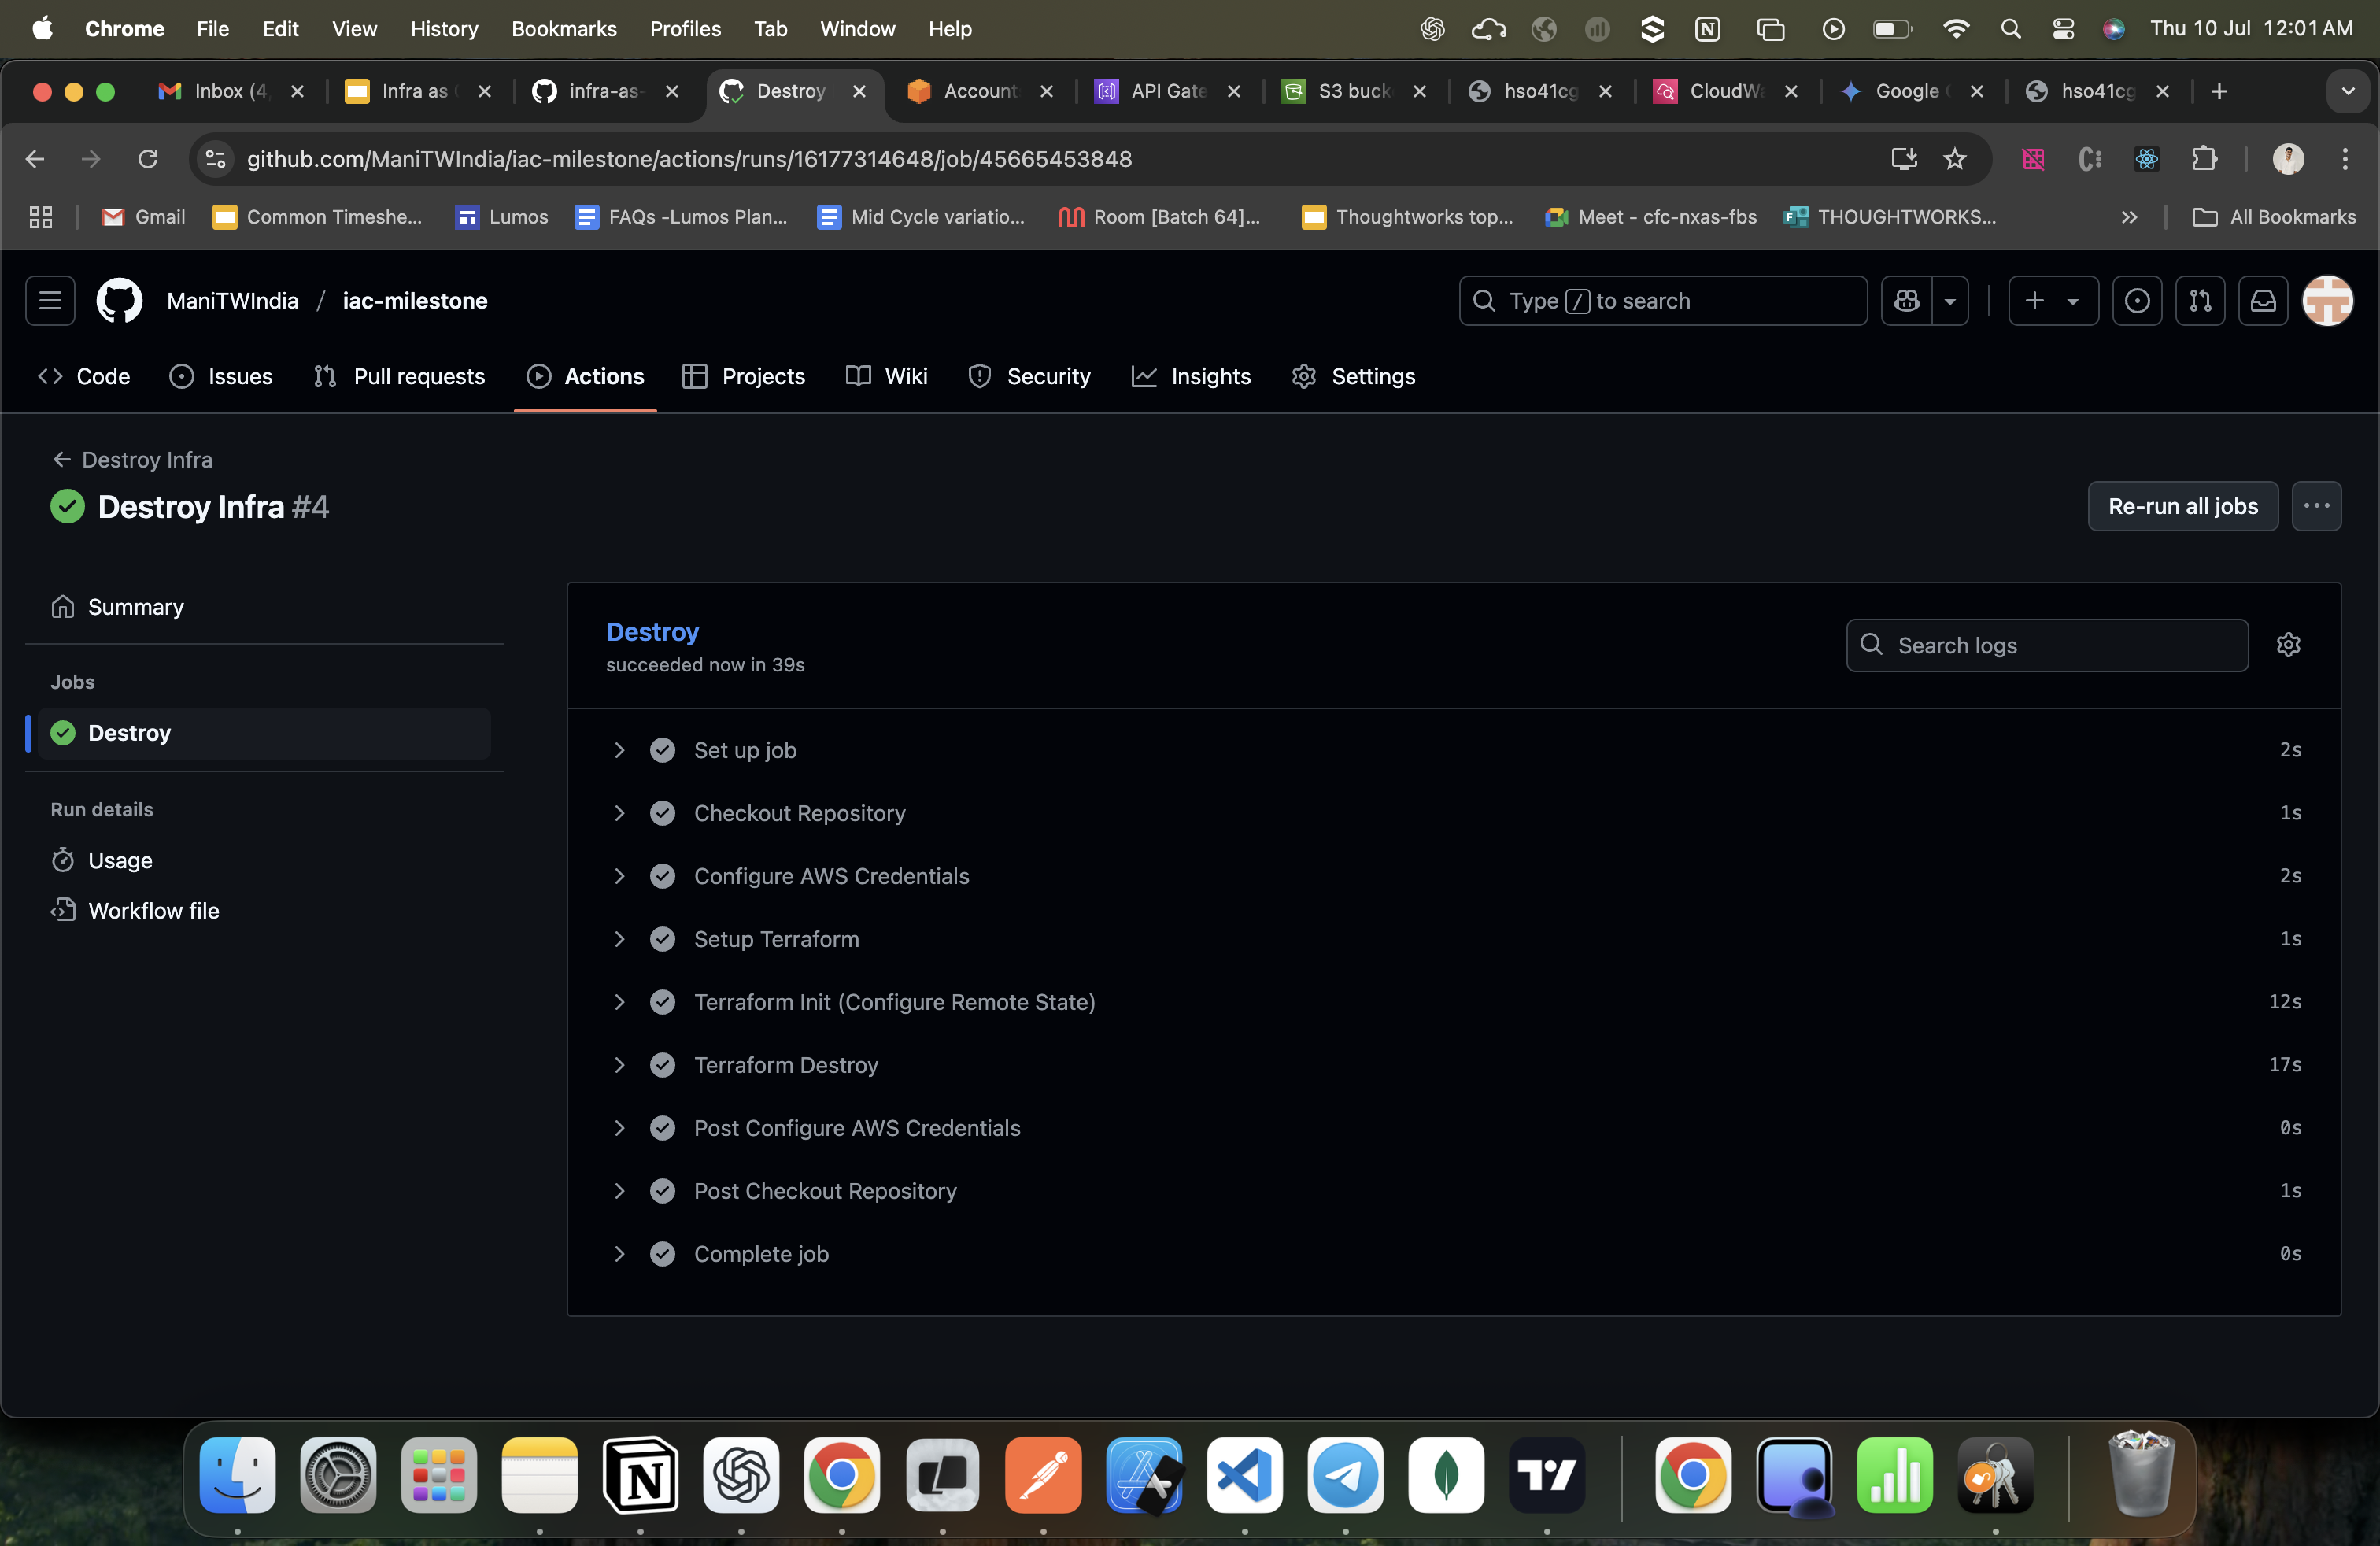 Chrome File Edit View History Bookmarks Profiles Tab Window Help Thu 10 Jul 12:01 AM
Inbox (4, Infra as infra-as- Destroy Account API Gate S3 buck hso41cg CloudWa Google hso41cg
github.com/ManiTWIndia/iac-milestone/actions/runs/16177314648/job/45665453848
Gmail Common Timeshe... Lumos FAQs -Lumos Plan... Mid Cycle variatio... Room [Batch 64]... Thoughtworks top... Meet - cfc-nxas-fbs THOUGHTWORKS... All Bookmarks
ManiTWIndia / iac-milestone Type / to search
Code Issues Pull requests Actions Projects Wiki Security Insights Settings
Destroy Infra
Destroy Infra #4 Re-run all jobs
Summary
Jobs
Destroy
Run details
Usage
Workflow file
Destroy
succeeded now in 39s
Search logs
Set up job 2s
Checkout Repository 1s
Configure AWS Credentials 2s
Setup Terraform 1s
Terraform Init (Configure Remote State) 12s
Terraform Destroy 17s
Post Configure AWS Credentials 0s
Post Checkout Repository 1s
Complete job 0s